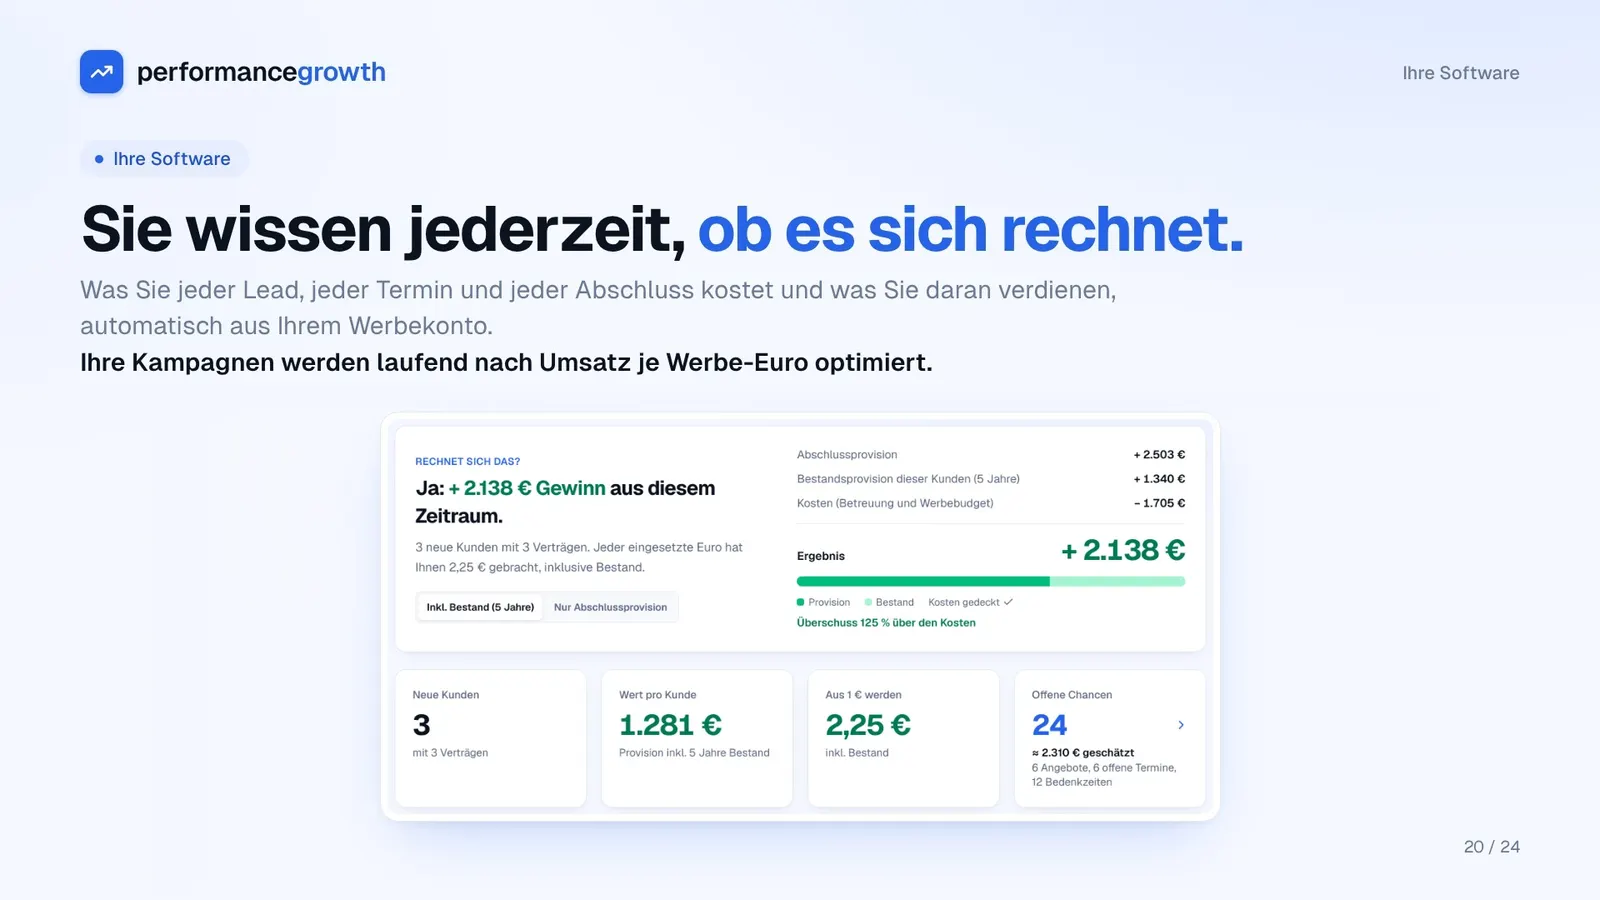 performancegrowth
Ihre Software
Ihre Software
Sie wissen jederzeit, ob es sich rechnet.
Was Sie jeder Lead, jeder Termin und jeder Abschluss kostet und was Sie daran verdienen,
automatisch aus Ihrem Werbekonto.
Ihre Kampagnen werden laufend nach Umsatz je Werbe-Euro optimiert.
RECHNET SICH DAS?
Ja: + 2.138 € Gewinn aus diesem
Zeitraum.
3 neue Kunden mit 3 Verträgen. Jeder eingesetzte Euro hat
Ihnen 2,25 € gebracht, inklusive Bestand.
Inkl. Bestand (5 Jahre) Nur Abschlussprovision
Abschlussprovision + 2.503 €
Bestandsprovision dieser Kunden (5 Jahre) + 1.340 €
Kosten (Betreuung und Werbebudget) − 1.705 €
Ergebnis + 2.138 €
Provision Bestand Kosten gedeckt ✓
Überschuss 125 % über den Kosten
Neue Kunden
3
mit 3 Verträgen
Wert pro Kunde
1.281 €
Provision inkl. 5 Jahre Bestand
Aus 1 € werden
2,25 €
inkl. Bestand
Offene Chancen
24
≈ 2.310 € geschätzt
6 Angebote, 6 offene Termine,
12 Bedenkzeiten
20 / 24